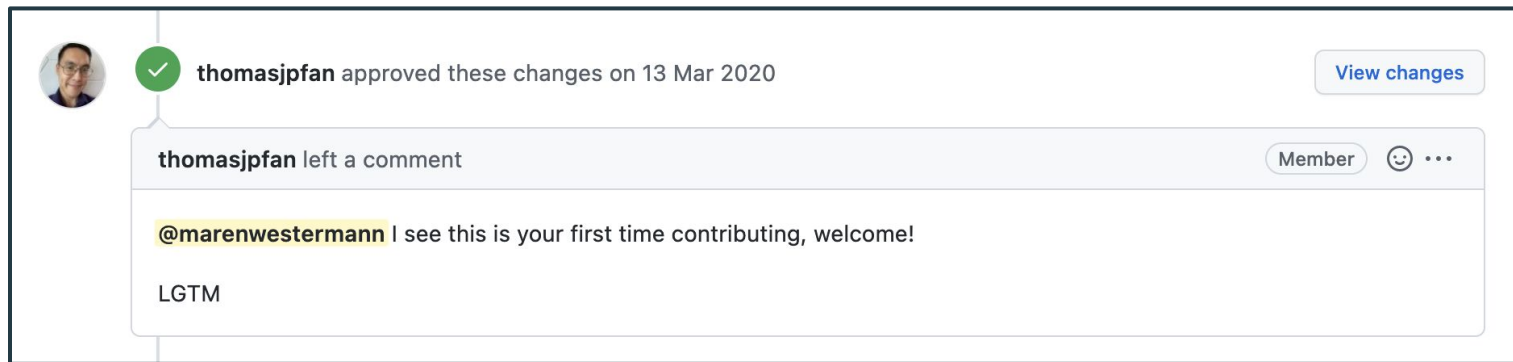 thomasjpfan approved these changes on 13 Mar 2020
View changes
thomasjpfan left a comment
Member
@marenwestermann I see this is your first time contributing, welcome!
LGTM